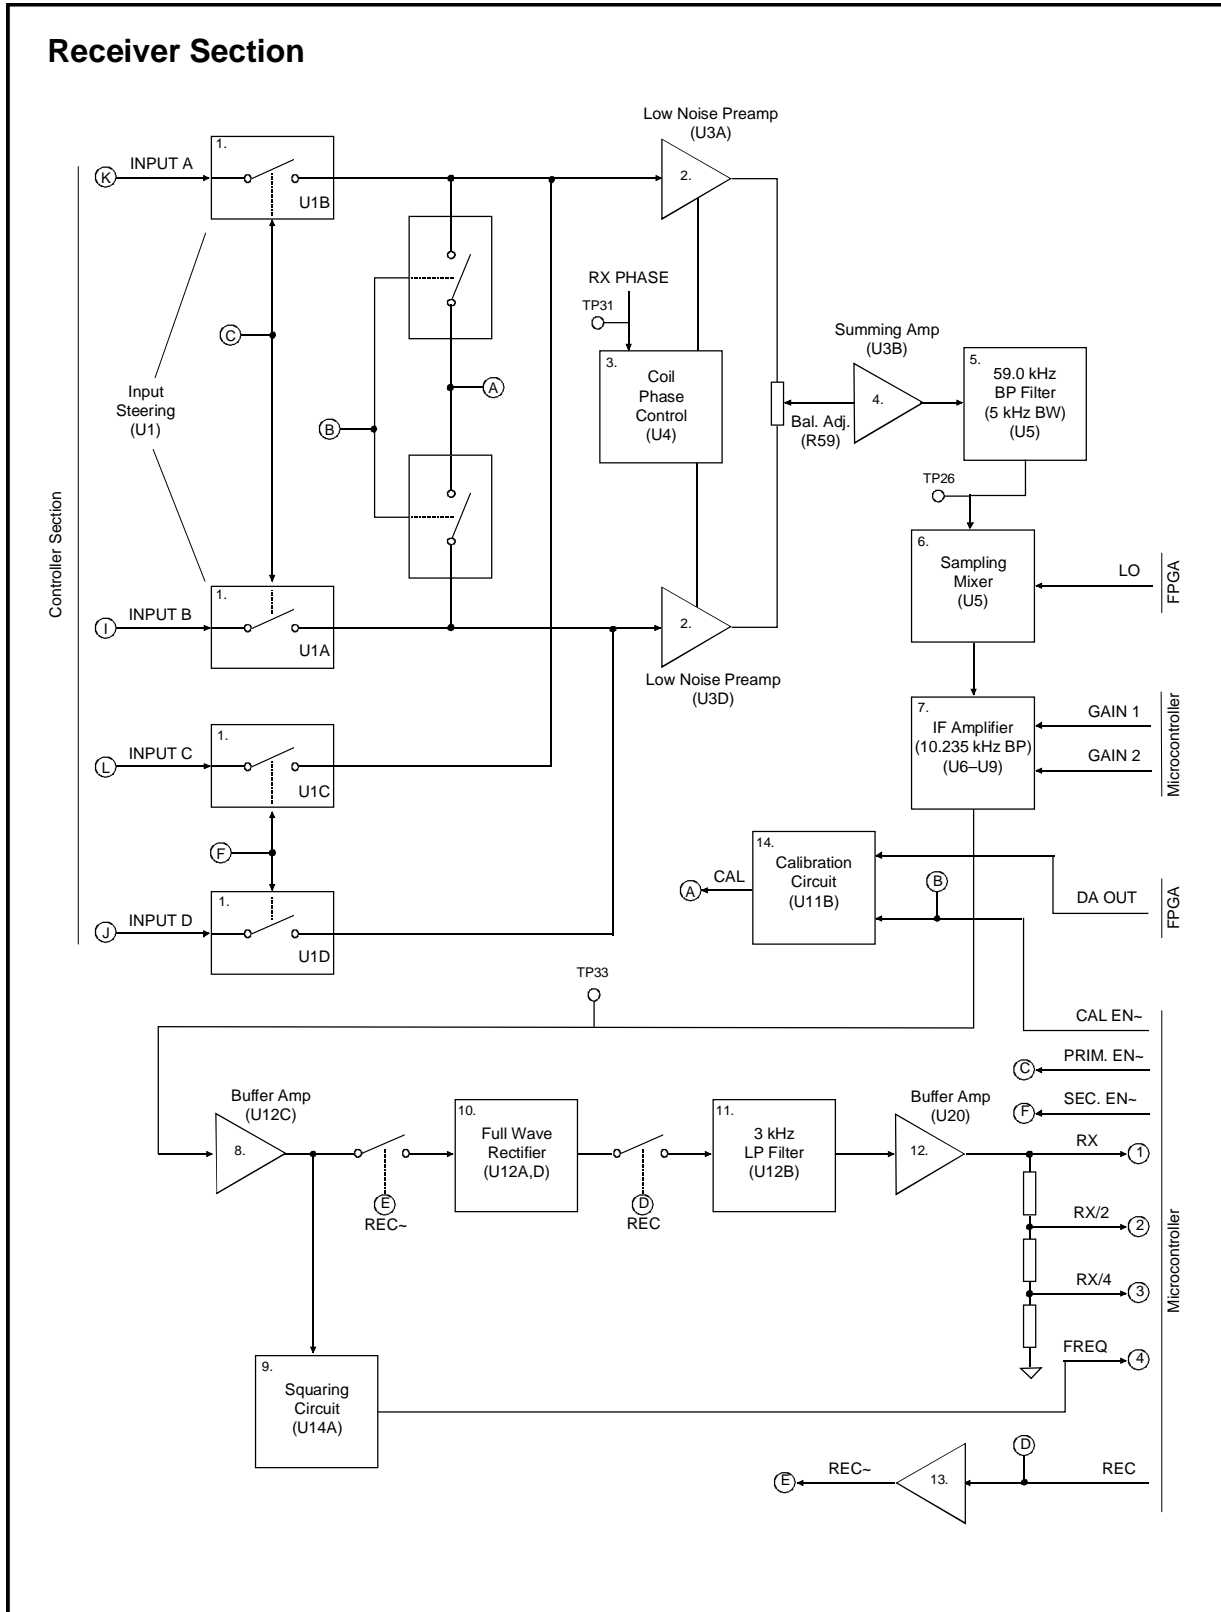 Receiver Section
Low Noise Preamp
(U3A)
1.
INPUT A
K
U1B
2.
RX PHASE
TP31
Summing Amp
(U3B)
C
3.
Coil
Phase
Control
(U4)
5.
59.0 kHz
BP Filter
(5 kHz BW)
(U5)
Input
Steering
(U1)
A
4.
B
Bal. Adj.
(R59)
TP26
Controller Section
6.
Sampling
Mixer
(U5)
LO
FPGA
1.
INPUT B
I
U1A
2.
Low Noise Preamp
(U3D)
7.
IF Amplifier
(10.235 kHz BP)
(U6–U9)
GAIN 1
GAIN 2
Microcontroller
1.
INPUT C
L
U1C
F
14.
Calibration
Circuit
(U11B)
CAL
A
B
DA OUT
FPGA
1.
INPUT D
J
U1D
TP33
CAL EN~
PRIM. EN~
C
SEC. EN~
F
Buffer Amp
(U12C)
8.
10.
Full Wave
Rectifier
(U12A,D)
11.
3 kHz
LP Filter
(U12B)
Buffer Amp
(U20)
12.
RX
1
E
REC~
D
REC
RX/2
2
RX/4
3
Microcontroller
FREQ
4
9.
Squaring
Circuit
(U14A)
D
REC~
E
13.
REC